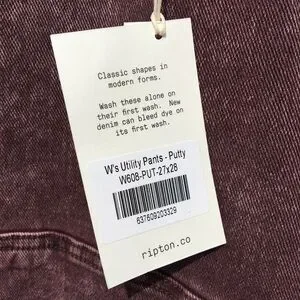 Classic shapes in
modern forms.
Wash these alone on
their first wash. New
denim can bleed dye on
its first wash.
W's Utility Pants - Putty
W608-PUT-27x28
637609203329
ripton.co